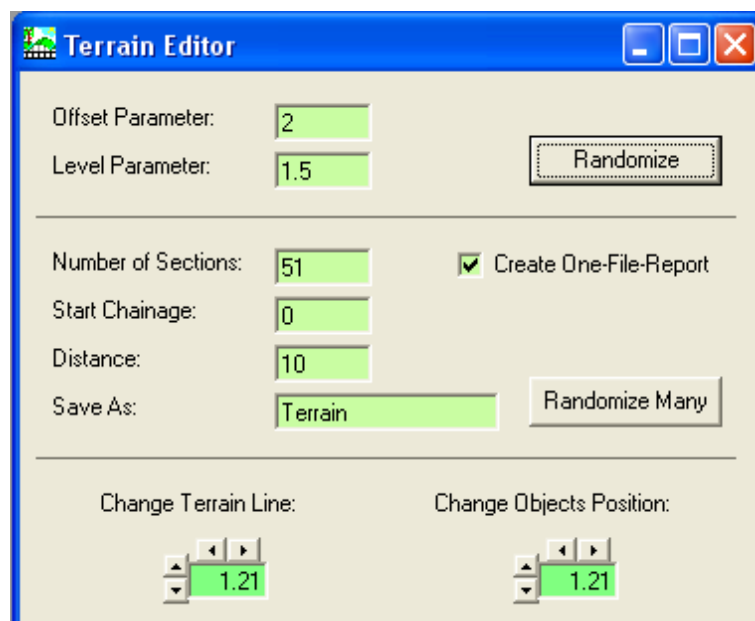 Terrain Editor
Offset Parameter: 2
Level Parameter: 1.5
Randomize
Number of Sections: 51
Create One-File-Report
Start Chainage: 0
Distance: 10
Save As: Terrain
Randomize Many
Change Terrain Line: Change Objects Position:
1.21 1.21